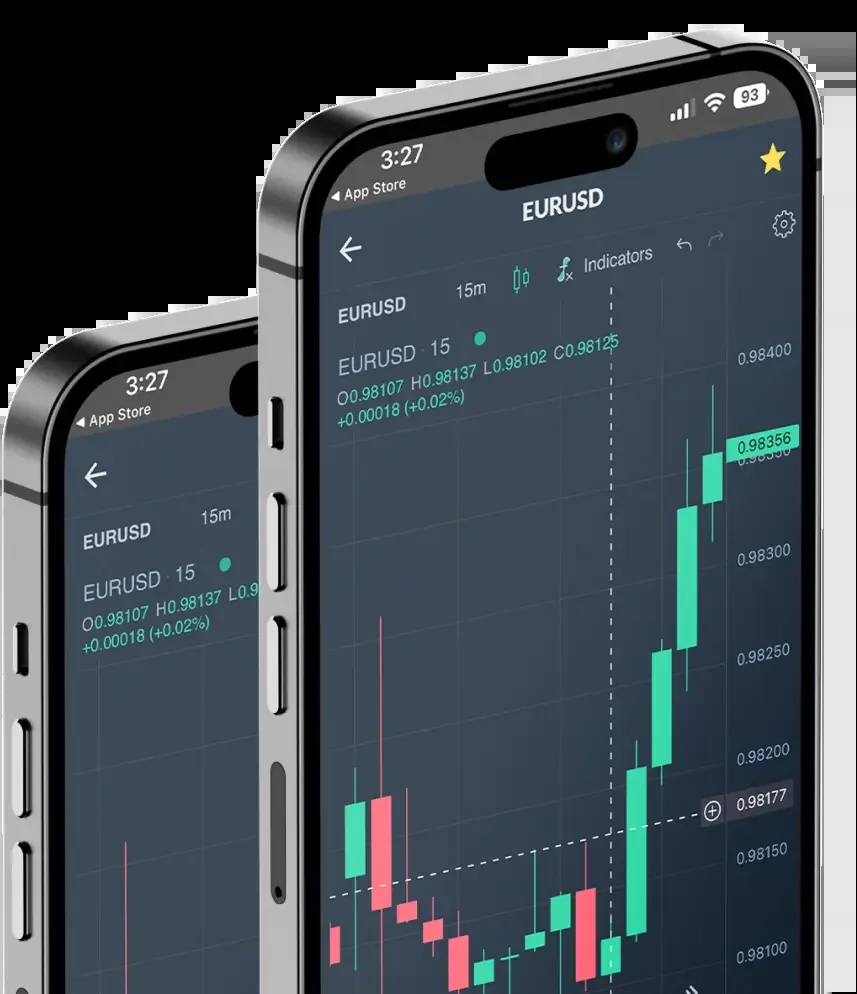 3:27
93
◀ App Store
EURUSD
EURUSD 15m Indicators
EURUSD · 15
O0.98107 H0.98137 L0.98102 C0.98125
+0.00018 (+0.02%)
0.98400
0.98356
0.98350
0.98300
0.98250
0.98200
0.98177
0.98150
0.98100
3:27
◀ App Store
EURUSD 15m
EURUSD · 15
O0.98107 H0.98137 L0.9
+0.00018 (+0.02%)